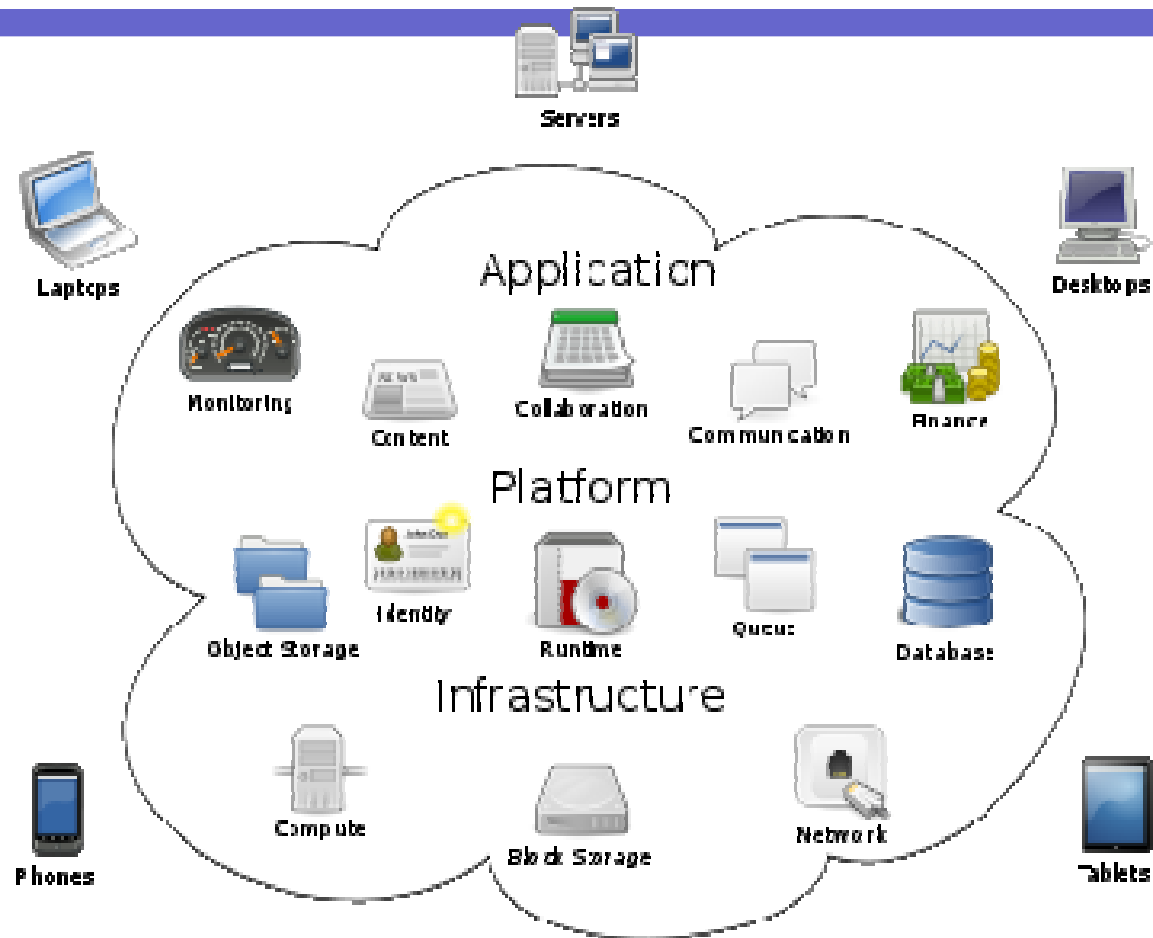 Servers
Laptops
Desktops
Application
Monitoring
Content
Collaboration
Communication
Finance
Platform
Object Storage
Identity
Runtime
Queue
Database
Infrastructure
Compute
Block Storage
Network
Phones
Tablets